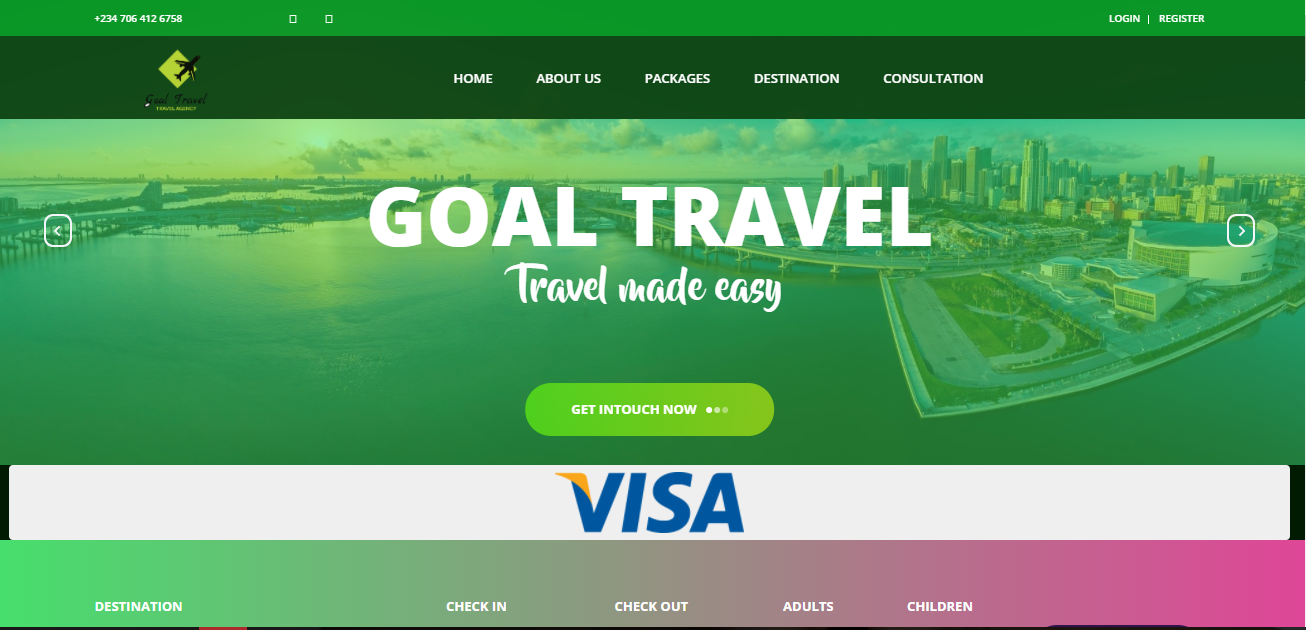 +234 706 412 6758
LOGIN | REGISTER
Goal Travel
TRAVEL AGENCY
HOME ABOUT US PACKAGES DESTINATION CONSULTATION
GOAL TRAVEL
Travel made easy
GET INTOUCH NOW
VISA
DESTINATION CHECK IN CHECK OUT ADULTS CHILDREN